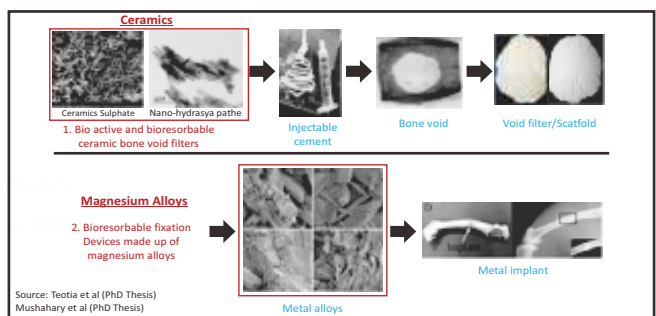 Ceramics
Ceramics Sulphate
Nano-hydrasya pathe
1. Bio active and bioresorbable
ceramic bone void filters
Injectable
cement
Bone void
Void filter/Scatfold
Magnesium Alloys
2. Bioresorbable fixation
Devices made up of
magnesium alloys
Metal alloys
Metal implant
Source: Teotia et al (PhD Thesis)
Mushahary et al (PhD Thesis)